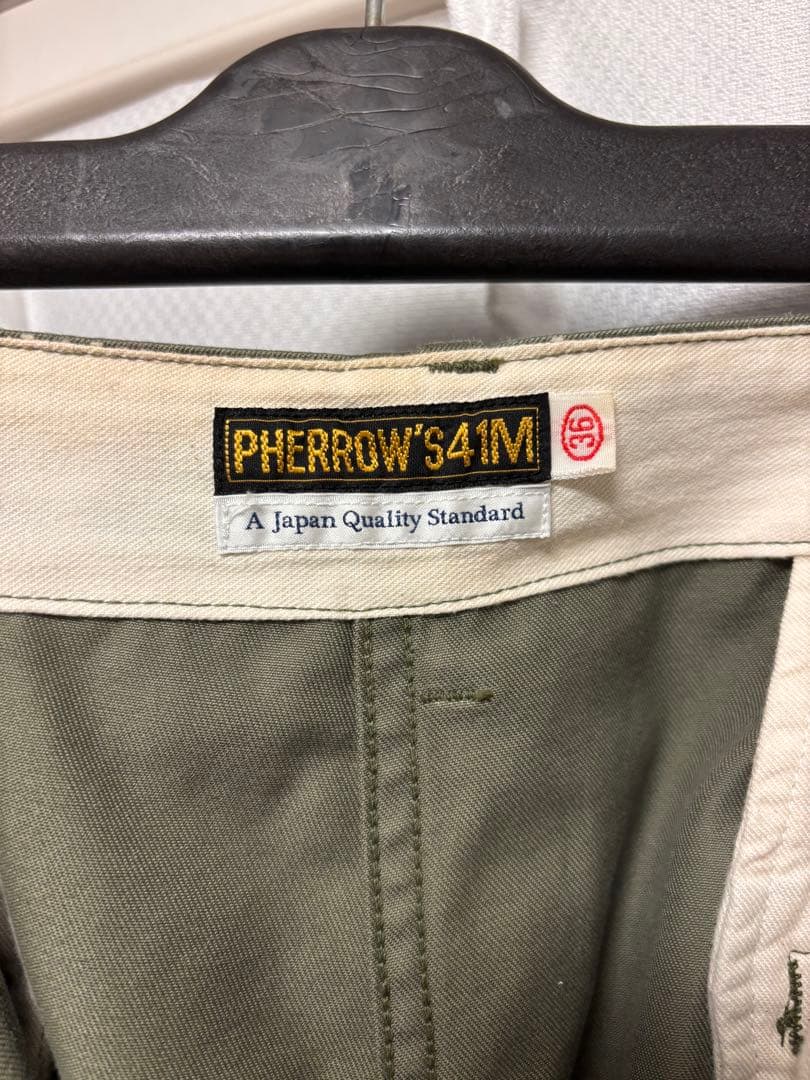 PHERROW'S41M
36
A Japan Quality Standard